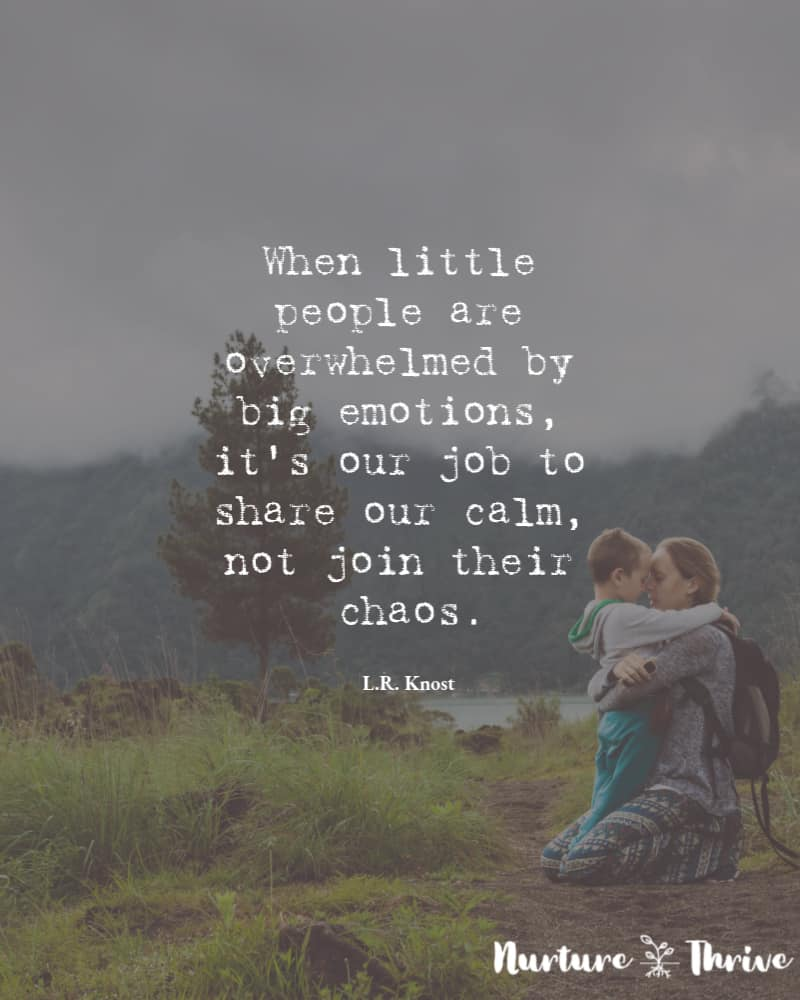 When little
people are
overwhelmed by
big emotions,
it's our job to
share our calm,
not join their
chaos.
L.R. Knost
Nurture Thrive